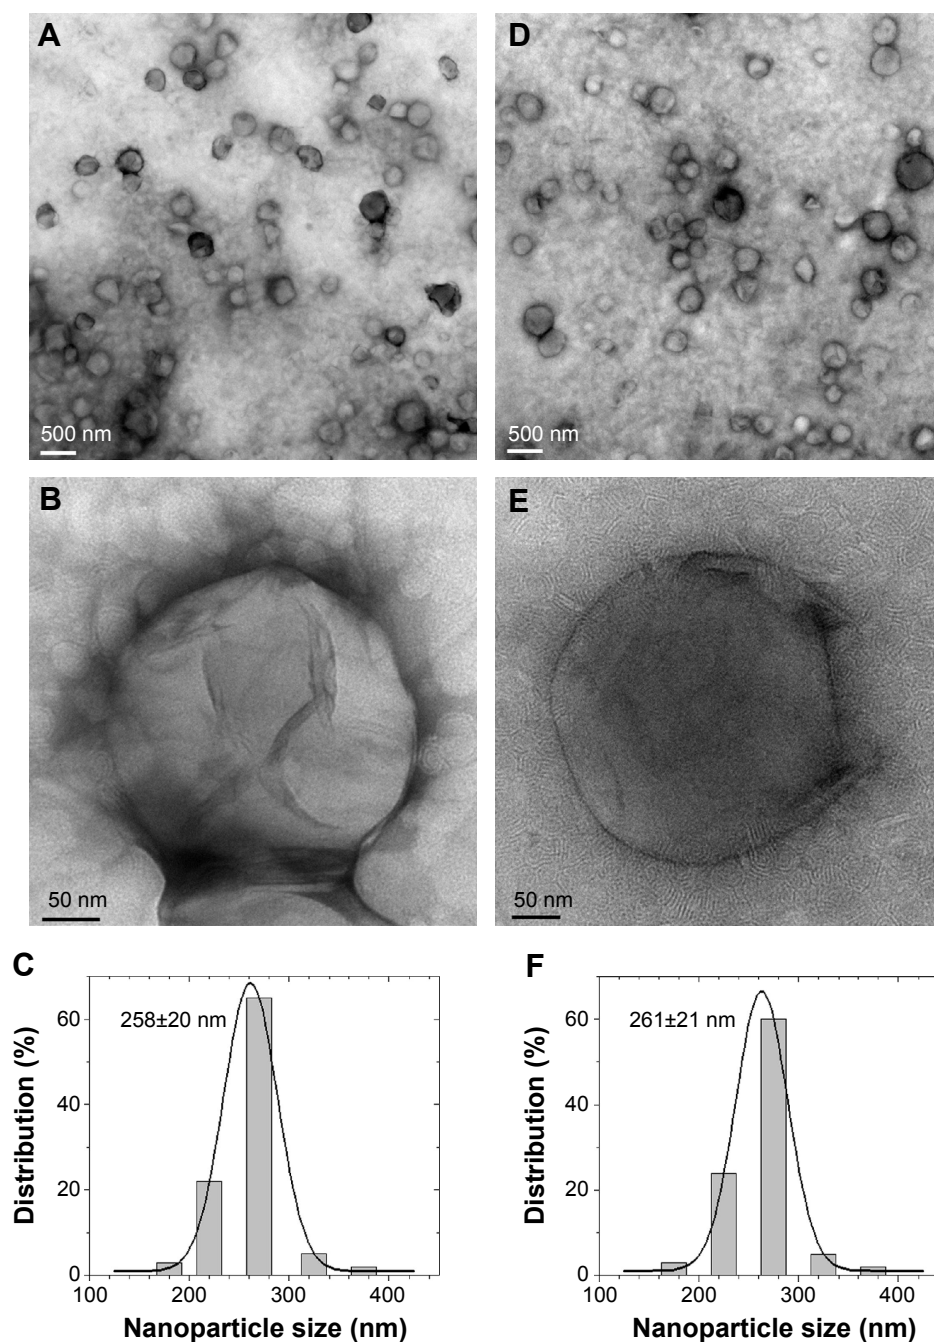 A
500 nm
D
500 nm
B
50 nm
E
50 nm
C
258±20 nm
Distribution (%)
60
40
20
0
100 200 300 400
Nanoparticle size (nm)
F
261±21 nm
Distribution (%)
60
40
20
0
100 200 300 400
Nanoparticle size (nm)